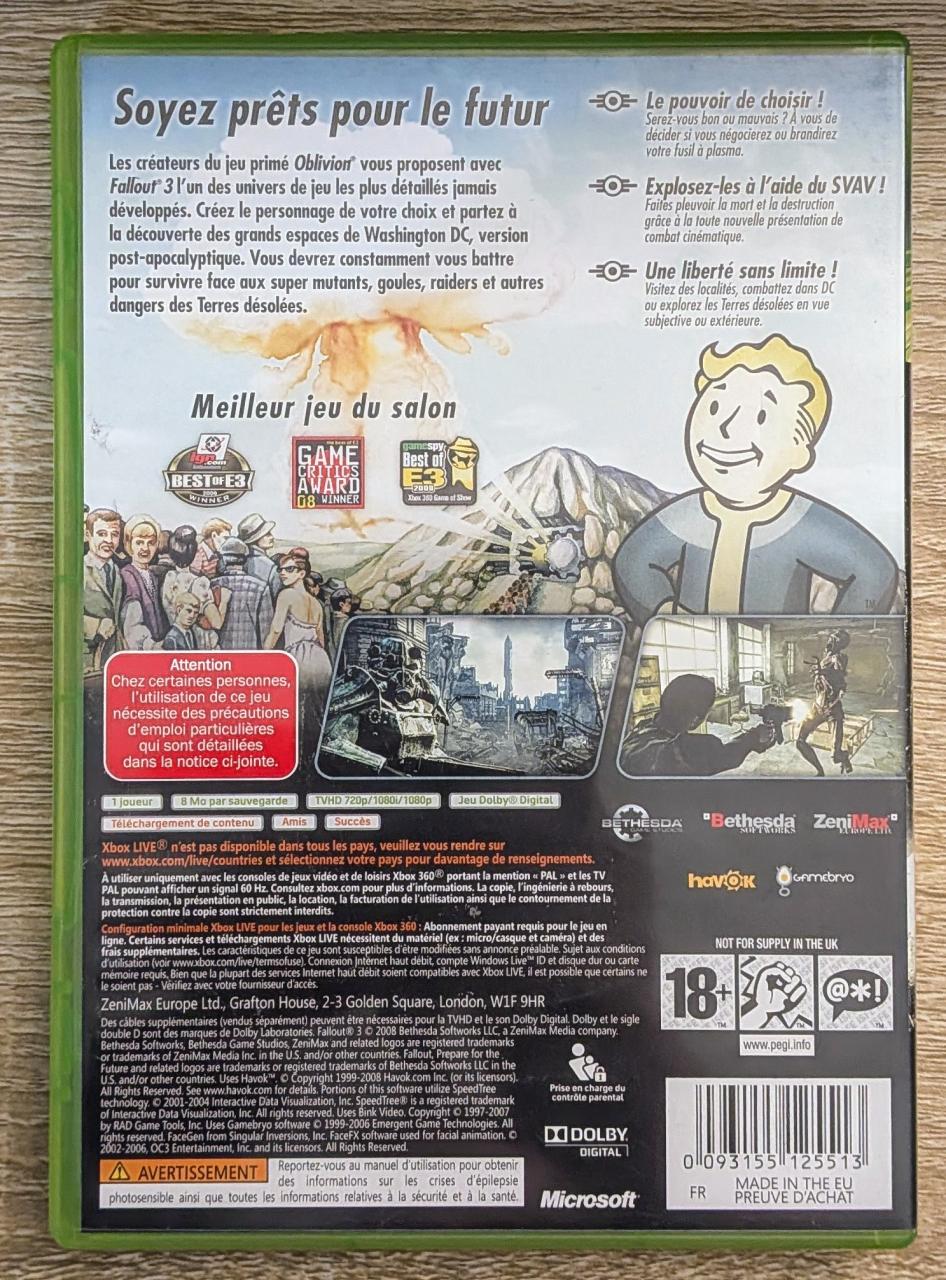 Soyez prêts pour le futur
Les créateurs du jeu primé Oblivion® vous proposent avec
Fallout® 3 l'un des univers de jeu les plus détaillés jamais
développés. Créez le personnage de votre choix et partez à
la découverte des grands espaces de Washington DC, version
post-apocalyptique. Vous devrez constamment vous battre
pour survivre face aux super mutants, goules, raiders et autres
dangers des Terres désolées.
Le pouvoir de choisir !
Serez-vous bon ou mauvais ? À vous de
décider si vous négocierez ou brandirez
votre fusil à plasma.
Explosez-les à l'aide du SVAV !
Faites pleuvoir la mort et la destruction
grâce à la toute nouvelle présentation de
combat cinématique.
Une liberté sans limite !
Visitez des localités, combattez dans DC
ou explorez les Terres désolées en vue
subjective ou extérieure.
Meilleur jeu du salon
ign.com
BEST OF E3
2008
WINNER
the best of E3
GAME
CRITICS
AWARD
08 WINNER
gamespy
Best of
E3
2008
Xbox 360 Game of Show
TM
Attention
Chez certaines personnes,
l'utilisation de ce jeu
nécessite des précautions
d'emploi particulières
qui sont détaillées
dans la notice ci-jointe.
1 joueur
8 Mo par sauvegarde
TVHD 720p/1080i/1080p
Jeu Dolby® Digital
Téléchargement de contenu
Amis
Succès
BETHESDA
GAME STUDIOS
Bethesda
SOFTWORKS
ZeniMax
EUROPE LTD.
havok
GAMEBRYO
Xbox LIVE® n'est pas disponible dans tous les pays, veuillez vous rendre sur
www.xbox.com/live/countries et sélectionnez votre pays pour davantage de renseignements.
À utiliser uniquement avec les consoles de jeux vidéo et de loisirs Xbox 360® portant la mention « PAL » et les TV
PAL pouvant afficher un signal 60 Hz. Consultez xbox.com pour plus d'informations. La copie, l'ingénierie à rebours,
la transmission, la présentation en public, la location, la facturation de l'utilisation ainsi que le contournement de la
protection contre la copie sont strictement interdits.
Configuration minimale Xbox LIVE pour les jeux et la console Xbox 360 : Abonnement payant requis pour le jeu en
ligne. Certains services et téléchargements Xbox LIVE nécessitent du matériel (ex : micro/casque et caméra) et des
frais supplémentaires. Les caractéristiques de ce jeu sont susceptibles d'être modifiées sans annonce préalable. Sujet aux conditions
d'utilisation (voir www.xbox.com/live/termsofuse). Connexion Internet haut débit, compte Windows Live™ ID et disque dur ou carte
mémoire requis. Bien que la plupart des services Internet haut débit soient compatibles avec Xbox LIVE, il est possible que certains ne
le soient pas - Vérifiez avec votre fournisseur d'accès.
ZeniMax Europe Ltd., Grafton House, 2-3 Golden Square, London, W1F 9HR
Des câbles supplémentaires (vendus séparément) peuvent être nécessaires pour la TVHD et le son Dolby Digital. Dolby et le sigle
double D sont des marques de Dolby Laboratories. Fallout® 3 © 2008 Bethesda Softworks LLC, a ZeniMax Media company.
Bethesda Softworks, Bethesda Game Studios, ZeniMax and related logos are registered trademarks
or trademarks of ZeniMax Media Inc. in the U.S. and/or other countries. Fallout, Prepare for the
Future and related logos are trademarks or registered trademarks of Bethesda Softworks LLC in the
U.S. and/or other countries. Uses Havok™. © Copyright 1999-2008 Havok.com Inc. (or its licensors).
All Rights Reserved. See www.havok.com for details. Portions of this software utilize SpeedTree
technology. © 2001-2004 Interactive Data Visualization, Inc. SpeedTree® is a registered trademark
of Interactive Data Visualization, Inc. All rights reserved. Uses Bink Video. Copyright © 1997-2007
by RAD Game Tools, Inc. Uses Gamebryo software © 1999-2006 Emergent Game Technologies. All
rights reserved. FaceGen from Singular Inversions, Inc. FaceFX software used for facial animation. ©
2002-2006, OC3 Entertainment, Inc. and its licensors. All Rights Reserved.
AVERTISSEMENT
Reportez-vous au manuel d'utilisation pour obtenir
des informations sur les crises d'épilepsie
photosensible ainsi que toutes les informations relatives à la sécurité et à la santé.
Prise en charge du
contrôle parental
DOLBY
DIGITAL
Microsoft®
NOT FOR SUPPLY IN THE UK
18+
@*!
www.pegi.info
0 093155 125513
FR
MADE IN THE EU
PREUVE D'ACHAT